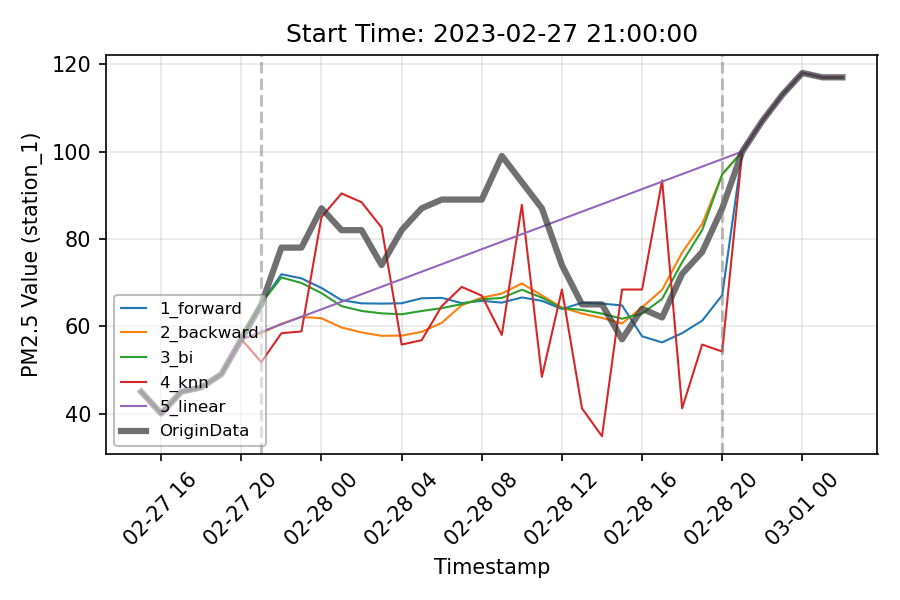 Start Time: 2023-02-27 21:00:00
PM2.5 Value (station_1)
120
100
80
60
40
1_forward
2_backward
3_bi
4_knn
5_linear
OriginData
02-27 16
02-27 20
02-28 00
02-28 04
02-28 08
02-28 12
02-28 16
02-28 20
03-01 00
Timestamp